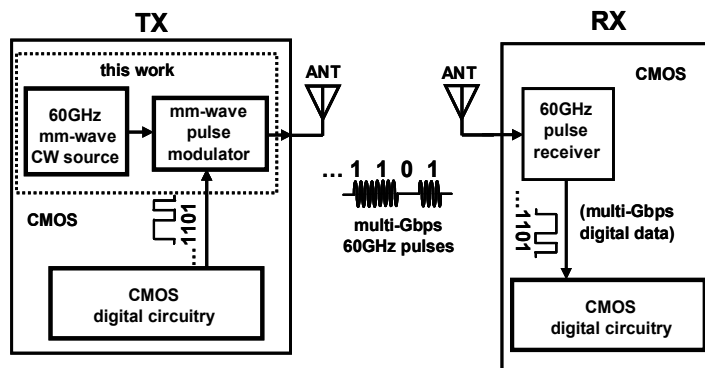 TX
this work
60GHz
mm-wave
CW source
mm-wave
pulse
modulator
ANT
CMOS
1101...
CMOS
digital circuitry
... 1 1 0 1
multi-Gbps
60GHz pulses
RX
ANT
CMOS
60GHz
pulse
receiver
...1101
(multi-Gbps
digital data)
CMOS
digital circuitry